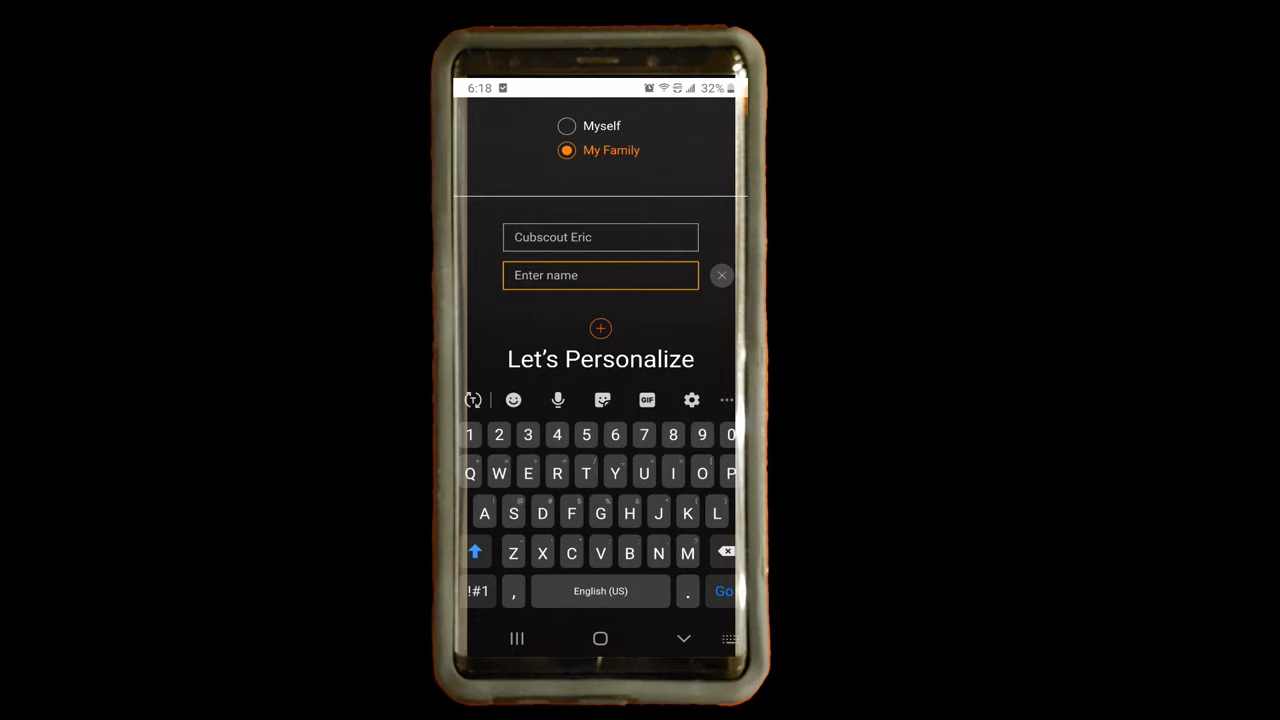 6:18 32%
Myself
My Family
Cubscout Eric
Enter name
Let's Personalize
GIF
1 2 3 4 5 6 7 8 9 0
Q W E R T Y U I O P
A S D F G H J K L
Z X C V B N M
!#1 , English (US) . Go